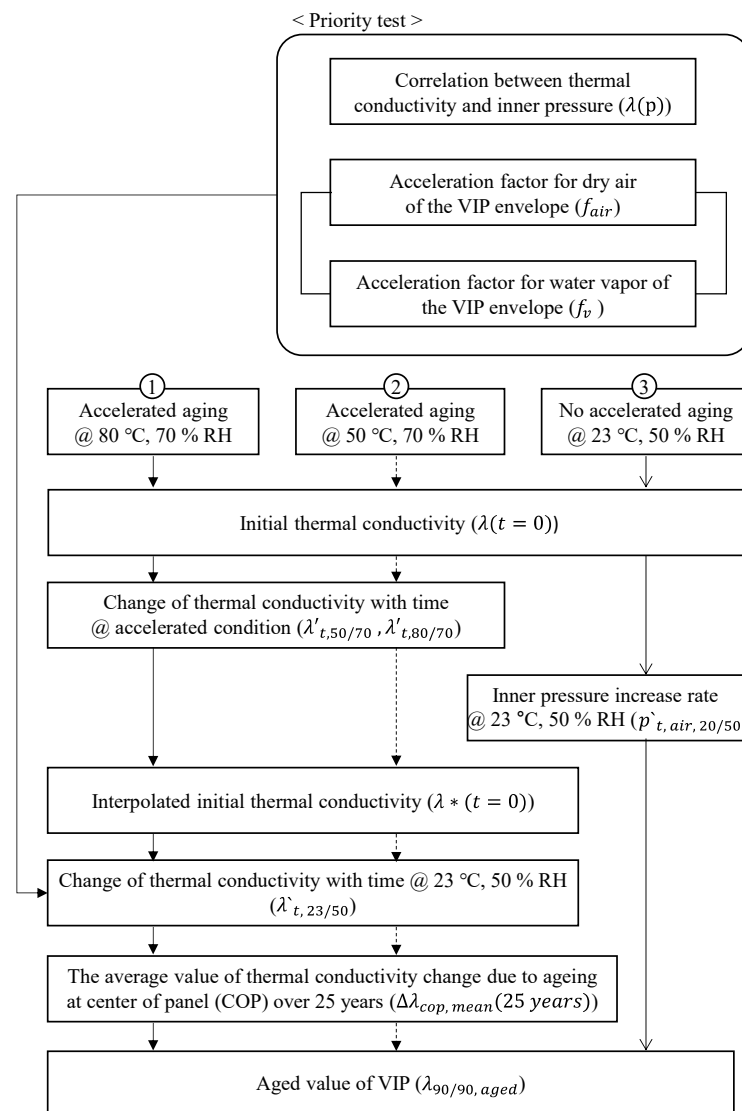 < Priority test >
Correlation between thermal
conductivity and inner pressure (λ(p))
Acceleration factor for dry air
of the VIP envelope (f_air)
Acceleration factor for water vapor of
the VIP envelope (f_v )
1
Accelerated aging
@ 80 ℃, 70 % RH
2
Accelerated aging
@ 50 ℃, 70 % RH
3
No accelerated aging
@ 23 ℃, 50 % RH
Initial thermal conductivity (λ(t = 0))
Change of thermal conductivity with time
@ accelerated condition (λ′_t,50/70 , λ′_t,80/70)
Inner pressure increase rate
@ 23 ℃, 50 % RH (p`_t, air, 20/50
Interpolated initial thermal conductivity (λ * (t = 0))
Change of thermal conductivity with time @ 23 ℃, 50 % RH
(λ`_t, 23/50)
The average value of thermal conductivity change due to ageing
at center of panel (COP) over 25 years (Δλ_cop, mean(25 years))
Aged value of VIP (λ_90/90, aged)